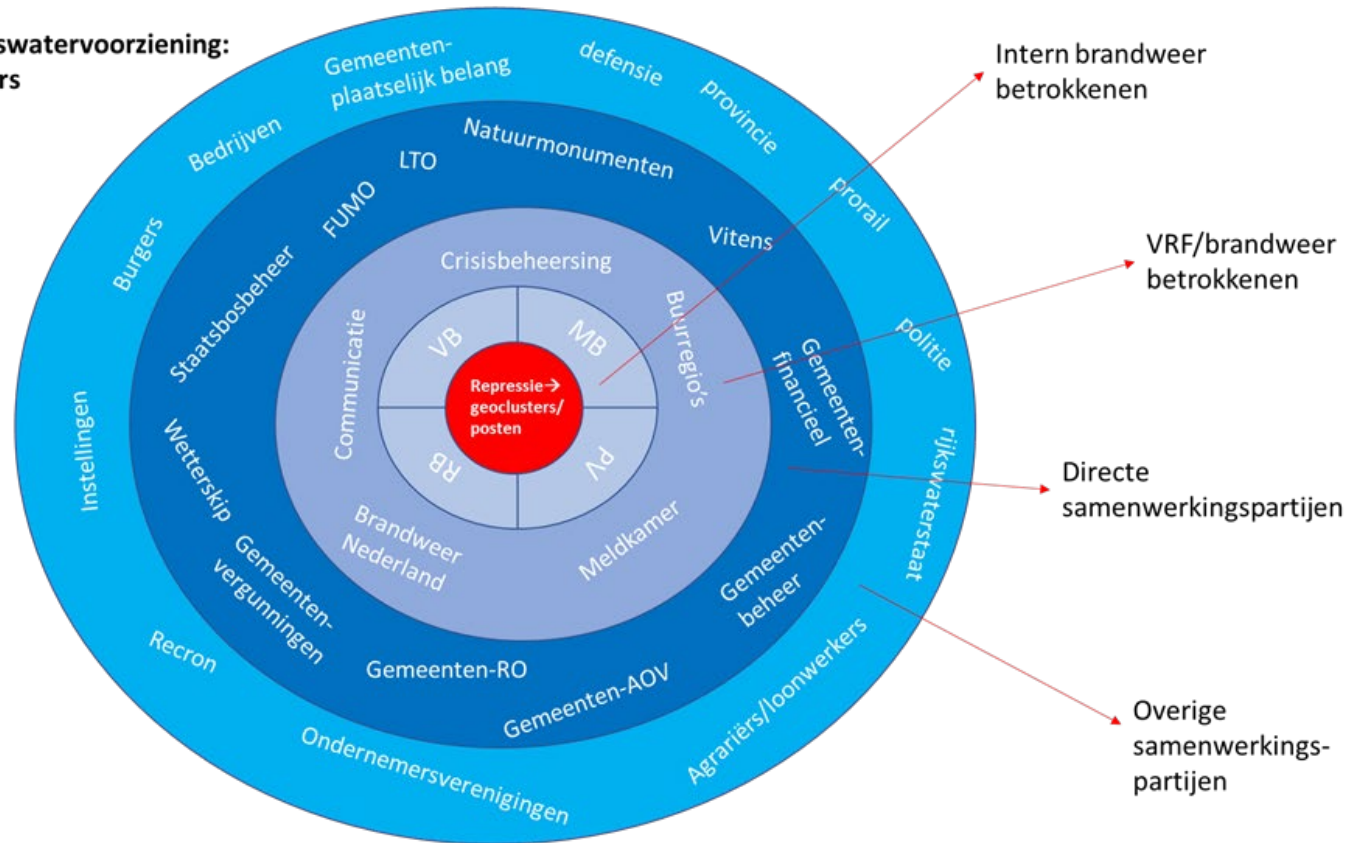 swatervoorziening:
rs
Gemeenten-
plaatselijk belang
defensie
provincie
prorail
politie
rijkswaterstaat
Agrariërs/loonwerkers
Ondernemersverenigingen
Recron
Instellingen
Burgers
Bedrijven
Natuurmonumenten
Vitens
Gemeenten-
financieel
Gemeenten-
beheer
Gemeenten-AOV
Gemeenten-RO
Gemeenten-
vergunningen
Wetterskip
Staatsbosbeheer
FUMO
LTO
Crisisbeheersing
Buurregio's
Meldkamer
Brandweer
Nederland
Communicatie
VB
MB
PV
RB
Repressie→
geoclusters/
posten
Intern brandweer
betrokkenen
VRF/brandweer
betrokkenen
Directe
samenwerkingspartijen
Overige
samenwerkings-
partijen